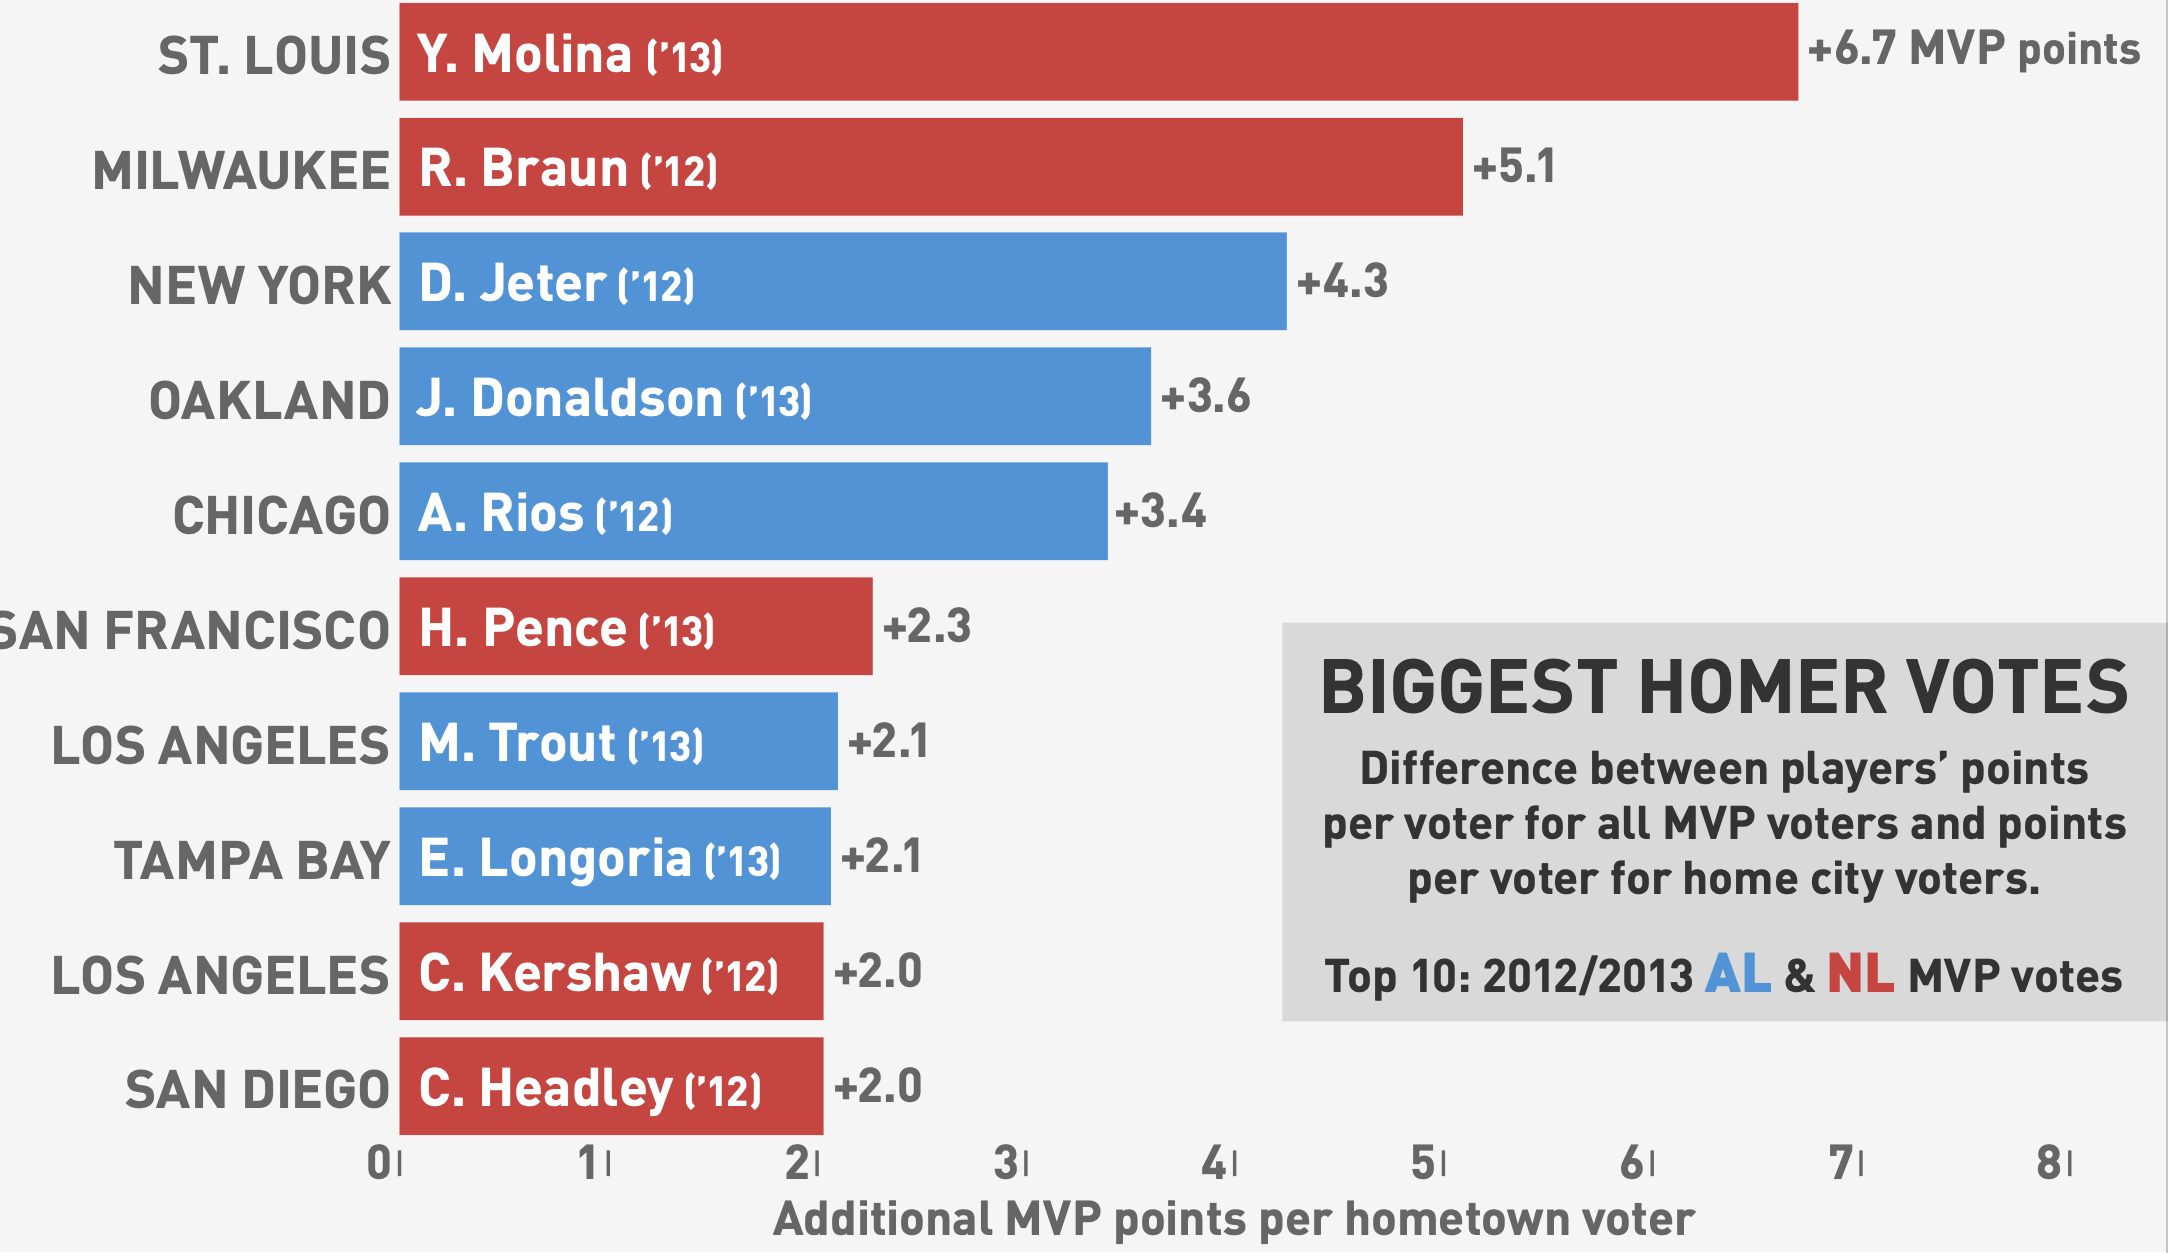 ST. LOUIS Y. Molina ('13) +6.7 MVP points
MILWAUKEE R. Braun ('12) +5.1
NEW YORK D. Jeter ('12) +4.3
OAKLAND J. Donaldson ('13) +3.6
CHICAGO A. Rios ('12) +3.4
SAN FRANCISCO H. Pence ('13) +2.3
LOS ANGELES M. Trout ('13) +2.1
TAMPA BAY E. Longoria ('13) +2.1
LOS ANGELES C. Kershaw ('12) +2.0
SAN DIEGO C. Headley ('12) +2.0
BIGGEST HOMER VOTES
Difference between players’ points
per voter for all MVP voters and points
per voter for home city voters.
Top 10: 2012/2013 AL & NL MVP votes
0 1 2 3 4 5 6 7 8
Additional MVP points per hometown voter